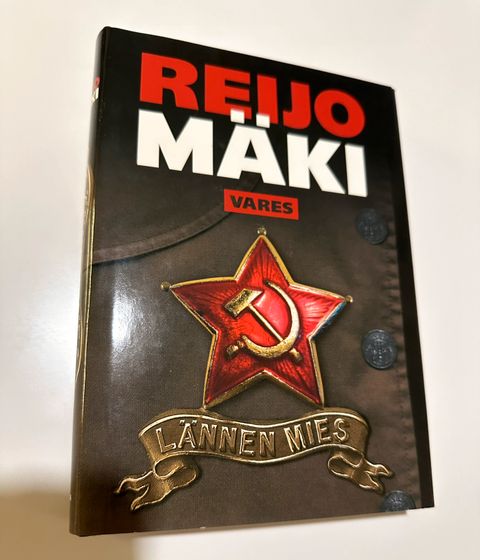 REIJO
MÄKI
VARES
LÄNNEN MIES